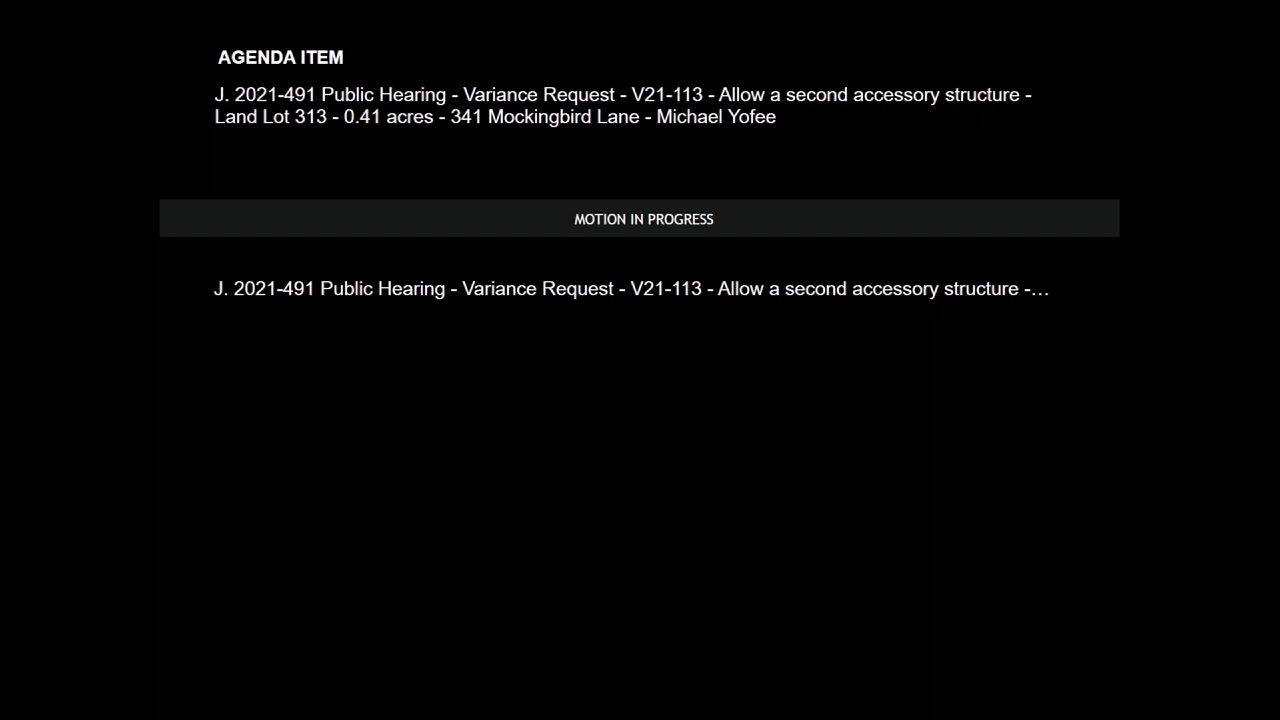 AGENDA ITEM
J. 2021-491 Public Hearing - Variance Request - V21-113 - Allow a second accessory structure -
Land Lot 313 - 0.41 acres - 341 Mockingbird Lane - Michael Yofee
MOTION IN PROGRESS
J. 2021-491 Public Hearing - Variance Request - V21-113 - Allow a second accessory structure -…